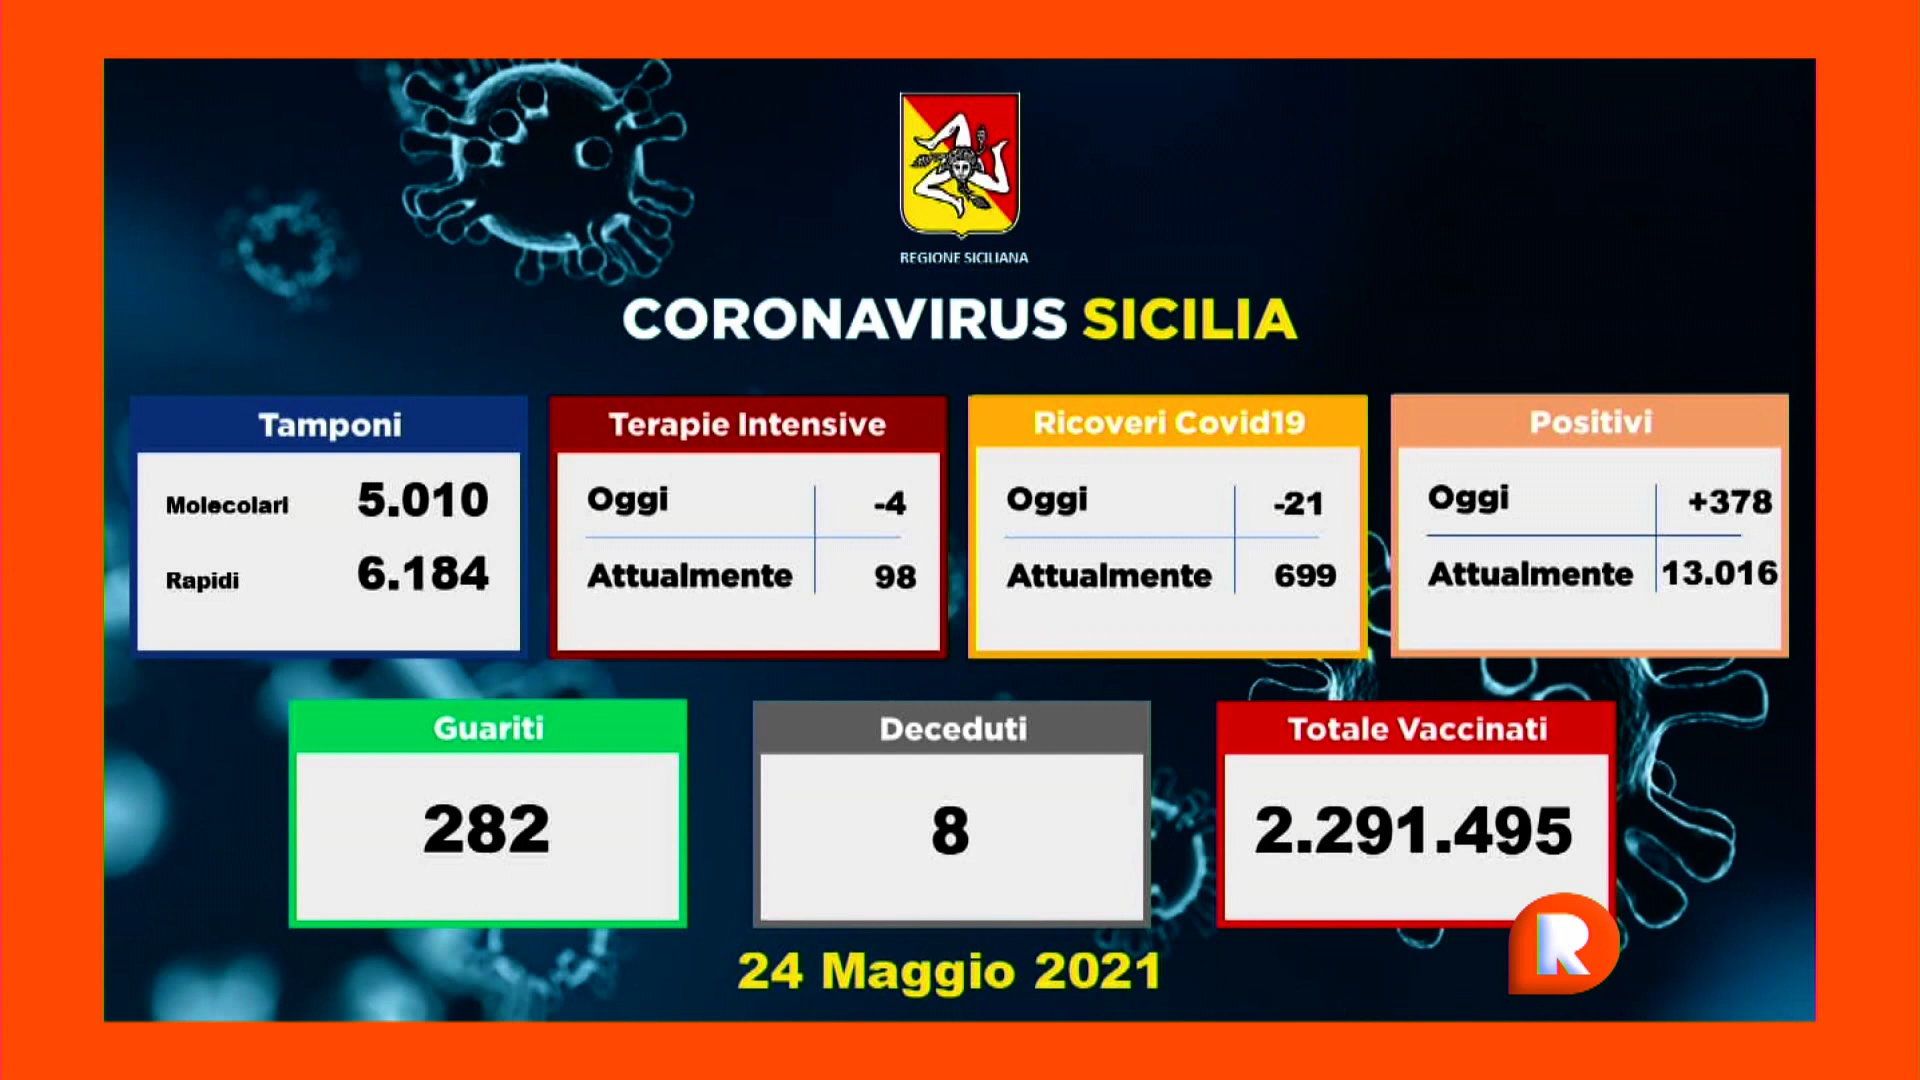 REGIONE SICILIANA
CORONAVIRUS SICILIA
Tamponi
Molecolari 5.010
Rapidi 6.184
Terapie Intensive
Oggi -4
Attualmente 98
Ricoveri Covid19
Oggi -21
Attualmente 699
Positivi
Oggi +378
Attualmente 13.016
Guariti
282
Deceduti
8
Totale Vaccinati
2.291.495
24 Maggio 2021
R